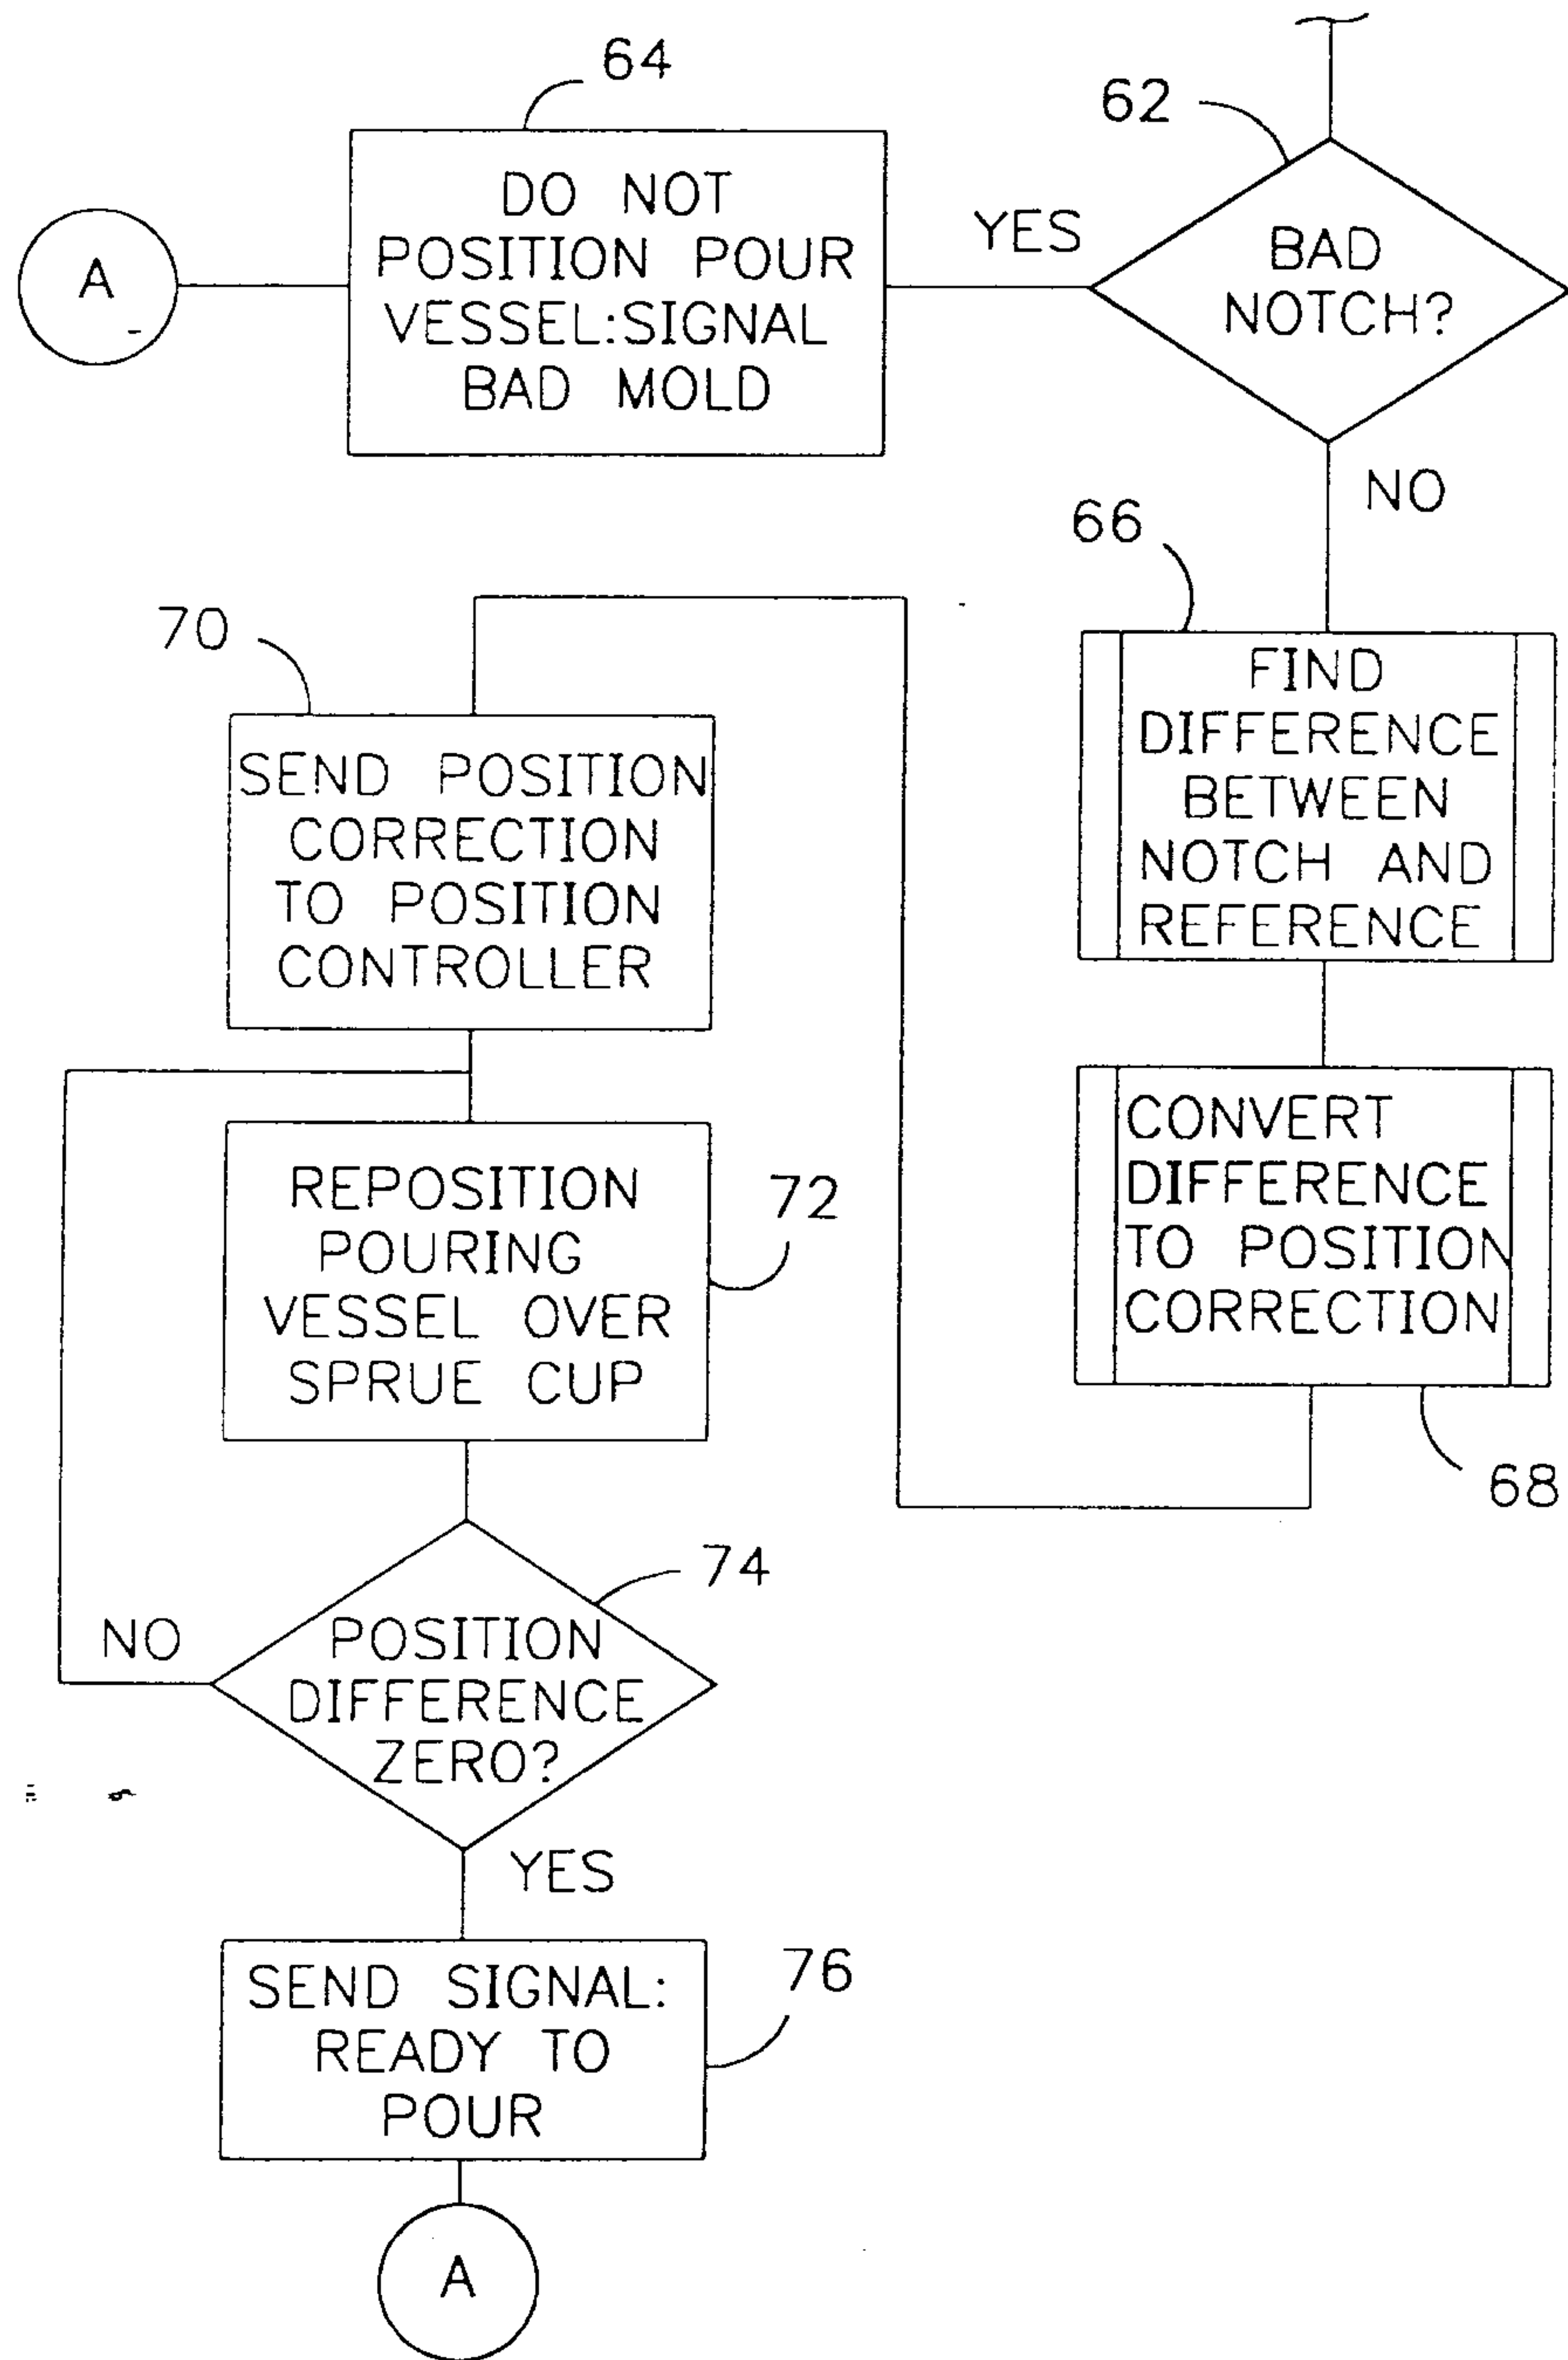 64
62
DO NOT
POSITION POUR
VESSEL:SIGNAL
BAD MOLD
A
YES
BAD
NOTCH?
NO
66
FIND
DIFFERENCE
BETWEEN
NOTCH AND
REFERENCE
CONVERT
DIFFERENCE
TO POSITION
CORRECTION
68
70
SEND POSITION
CORRECTION
TO POSITION
CONTROLLER
REPOSITION
POURING
VESSEL OVER
SPRUE CUP
72
74
POSITION
DIFFERENCE
ZERO?
NO
YES
SEND SIGNAL:
READY TO
POUR
76
A